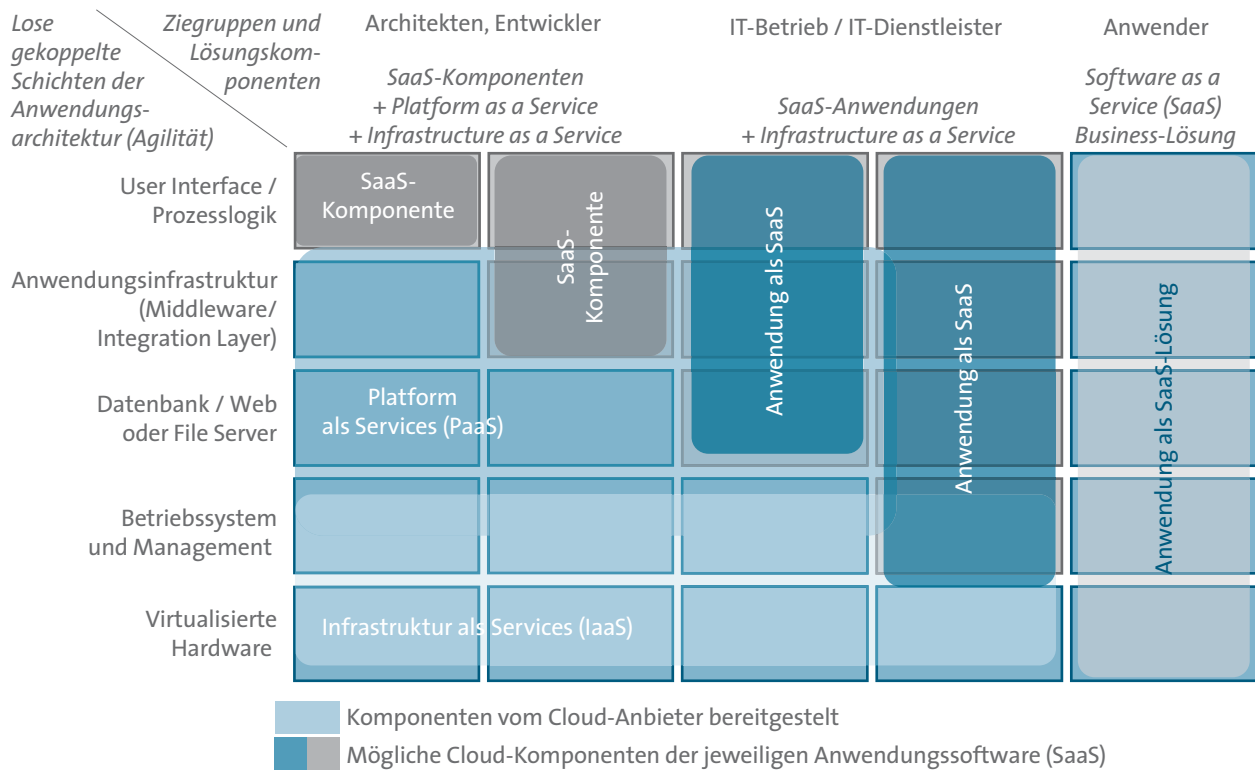 Lose
gekoppelte
Schichten der
Anwendungs-
architektur (Agilität)
Ziegruppen und
Lösungskom-
ponenten
Architekten, Entwickler
IT-Betrieb / IT-Dienstleister
Anwender
SaaS-Komponenten
+ Platform as a Service
+ Infrastructure as a Service
SaaS-Anwendungen
+ Infrastructure as a Service
Software as a
Service (SaaS)
Business-Lösung
User Interface /
Prozesslogik
SaaS-
Komponente
SaaS-
Komponente
Anwendung als SaaS
Anwendung als SaaS
Anwendung als SaaS-Lösung
Anwendungsinfrastruktur
(Middleware/
Integration Layer)
Datenbank / Web
oder File Server
Platform
als Services (PaaS)
Betriebssystem
und Management
Virtualisierte
Hardware
Infrastruktur als Services (IaaS)
Komponenten vom Cloud-Anbieter bereitgestelt
Mögliche Cloud-Komponenten der jeweiligen Anwendungssoftware (SaaS)